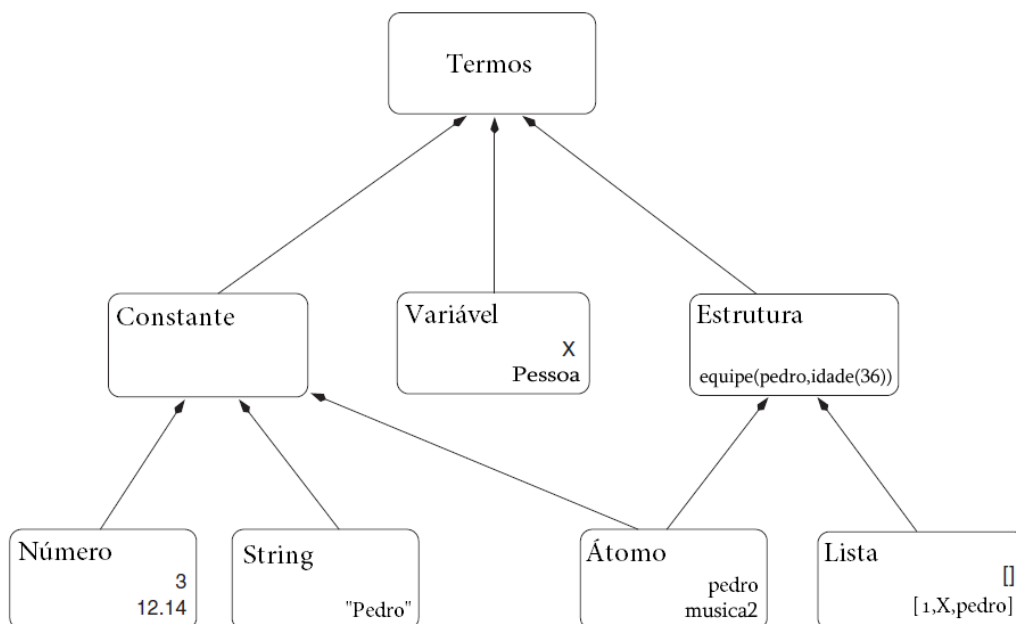 Termos
Constante
Variável
X
Pessoa
Estrutura
equipe(pedro,idade(36))
Número
3
12.14
String
"Pedro"
Átomo
pedro
musica2
Lista
[]
[1,X,pedro]